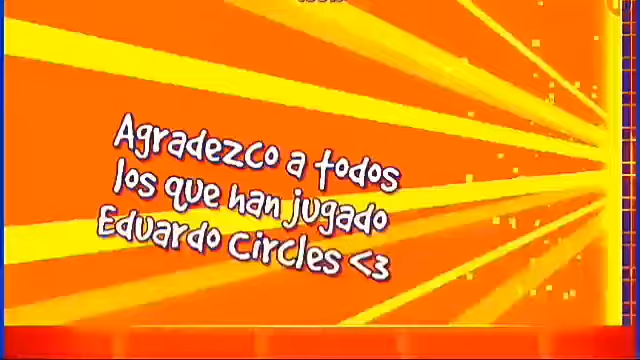 Agradezco a todos
los que han jugado
Eduardo Circles <3